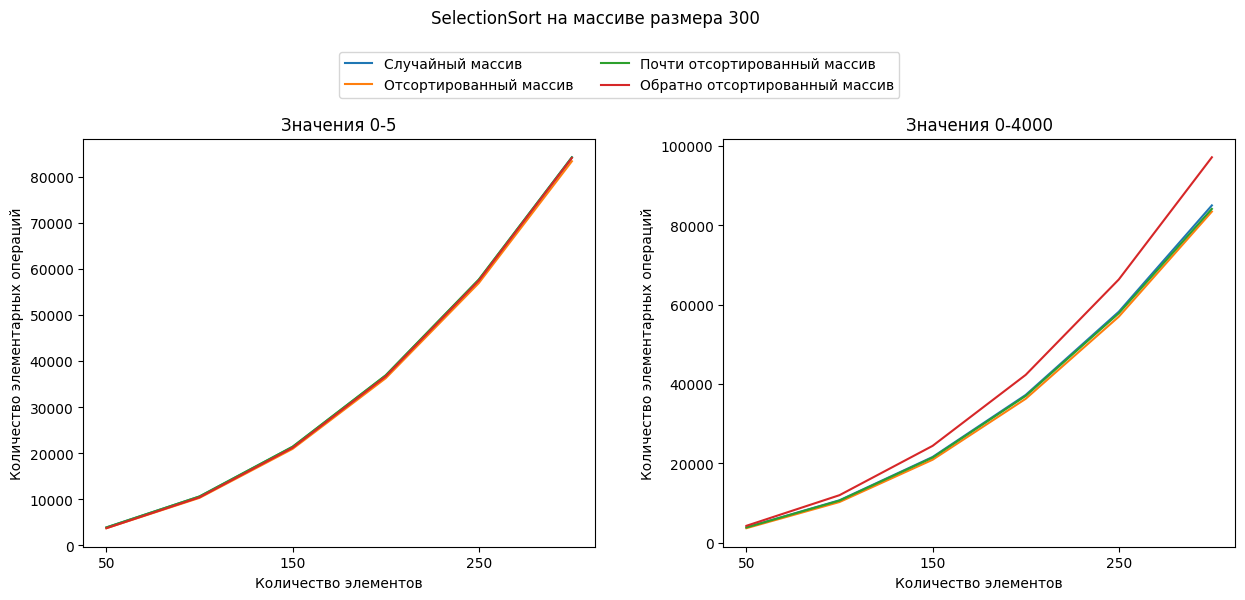 SelectionSort на массиве размера 300
Случайный массив
Отсортированный массив
Почти отсортированный массив
Обратно отсортированный массив
Значения 0-5
Количество элементарных операций
80000
70000
60000
50000
40000
30000
20000
10000
0
50
150
250
Количество элементов
Значения 0-4000
Количество элементарных операций
100000
80000
60000
40000
20000
0
50
150
250
Количество элементов